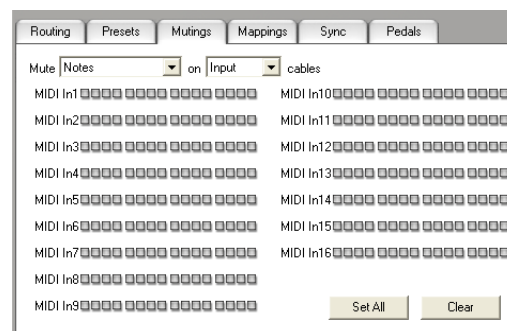 Routing Presets Mutings Mappings Sync Pedals
Mute Notes on Input cables
MIDI In1 MIDI In10
MIDI In2 MIDI In11
MIDI In3 MIDI In12
MIDI In4 MIDI In13
MIDI In5 MIDI In14
MIDI In6 MIDI In15
MIDI In7 MIDI In16
MIDI In8
MIDI In9 Set All Clear